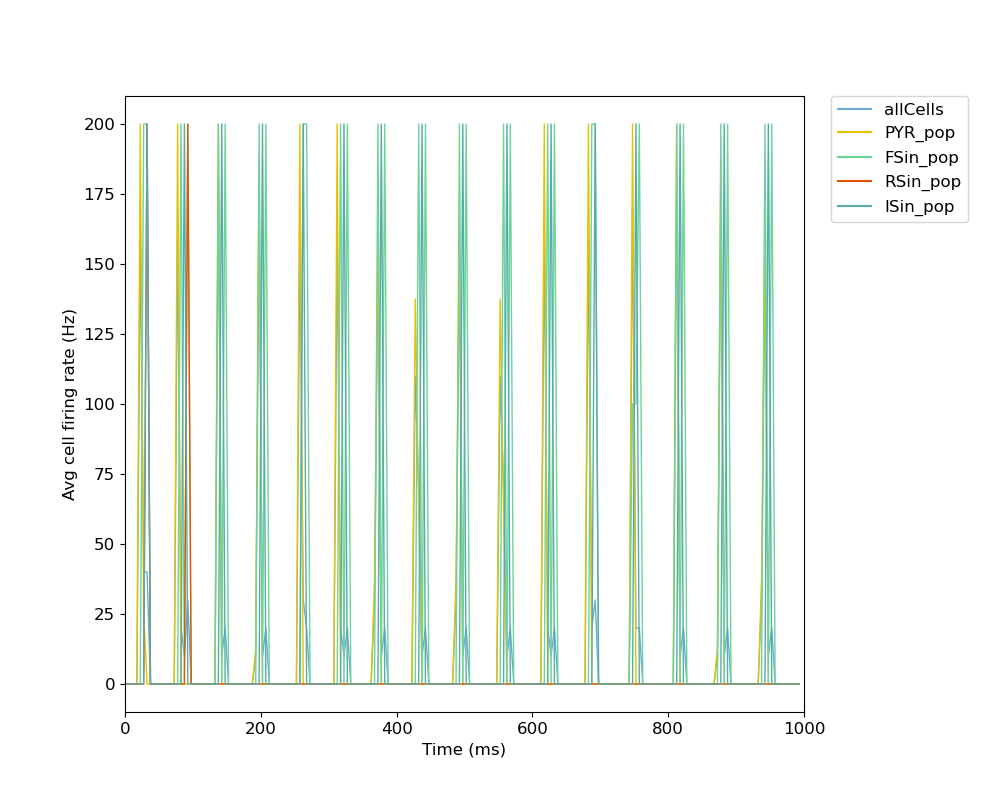 allCells
PYR_pop
FSin_pop
RSin_pop
ISin_pop
Avg cell firing rate (Hz)
200
175
150
125
100
75
50
25
0
0 200 400 600 800 1000
Time (ms)